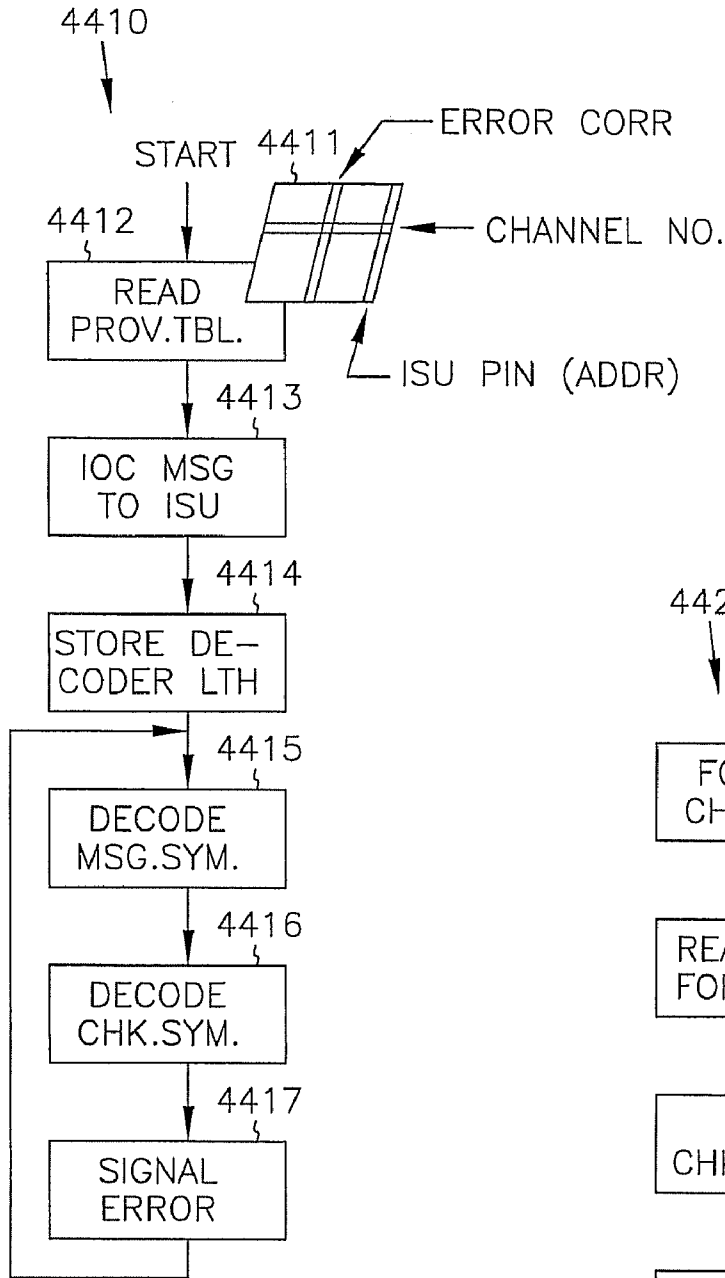 4410
START
4411
ERROR CORR
CHANNEL NO.
ISU PIN (ADDR)
4412
READ
PROV.TBL.
4413
IOC MSG
TO ISU
4414
STORE DE-
CODER LTH
4415
DECODE
MSG.SYM.
4416
DECODE
CHK.SYM.
4417
SIGNAL
ERROR
442